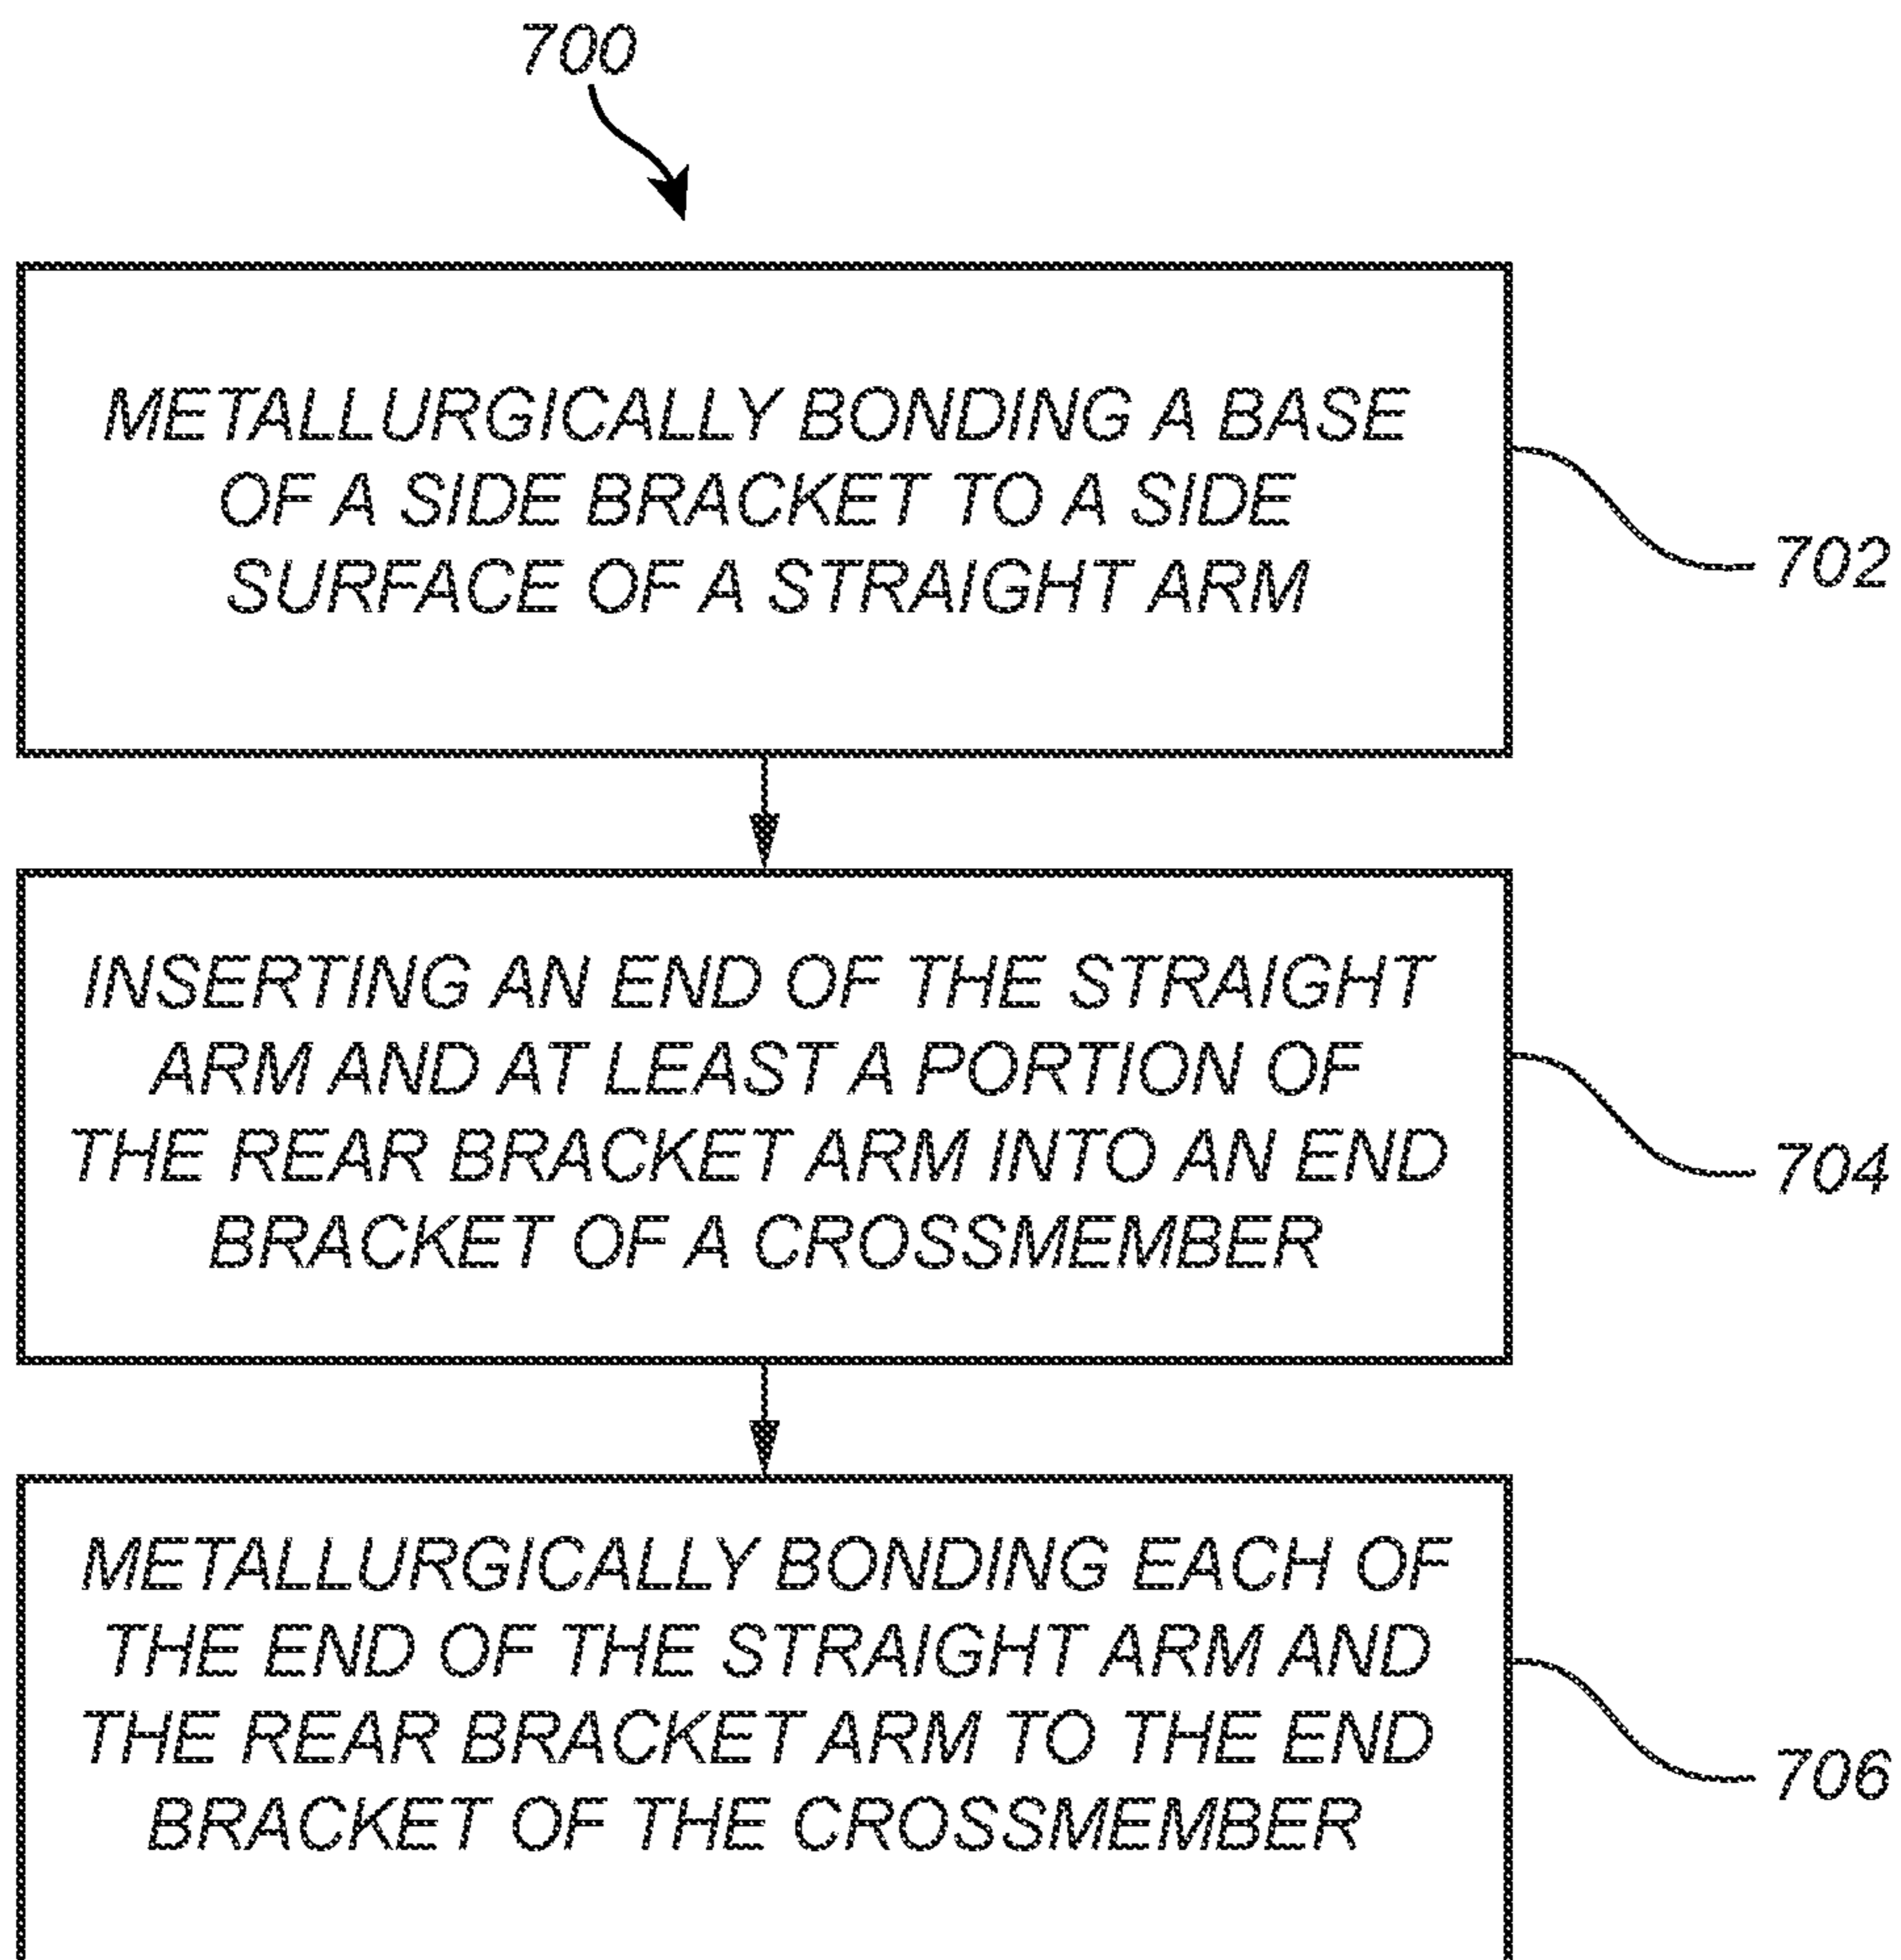 700
METALLURGICALLY BONDING A BASE
OF A SIDE BRACKET TO A SIDE
SURFACE OF A STRAIGHT ARM
702
INSERTING AN END OF THE STRAIGHT
ARM AND AT LEAST A PORTION OF
THE REAR BRACKET ARM INTO AN END
BRACKET OF A CROSSMEMBER
704
METALLURGICALLY BONDING EACH OF
THE END OF THE STRAIGHT ARM AND
THE REAR BRACKET ARM TO THE END
BRACKET OF THE CROSSMEMBER
706